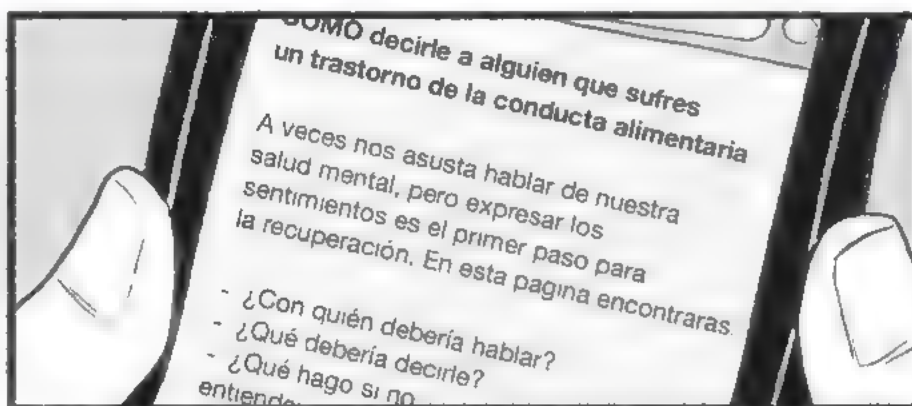 COMO decirle a alguien que sufres
un trastorno de la conducta alimentaria
A veces nos asusta hablar de nuestra
salud mental, pero expresar los
sentimientos es el primer paso para
la recuperación. En esta pagina encontraras.
- ¿Con quién debería hablar?
- ¿Qué debería decirle?
- ¿Qué hago si no